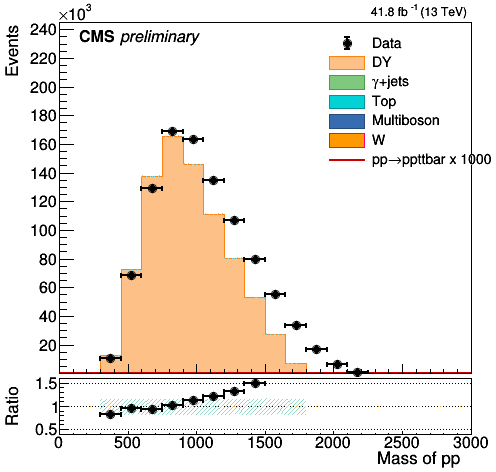 41.8 fb⁻¹ (13 TeV)
×10³
CMS preliminary
Events
240
220
200
180
160
140
120
100
80
60
40
20
Data
DY
γ+jets
Top
Multiboson
W
pp→ppttbar x 1000
Ratio
1.5
1
0.5
0 500 1000 1500 2000 2500 3000
Mass of pp